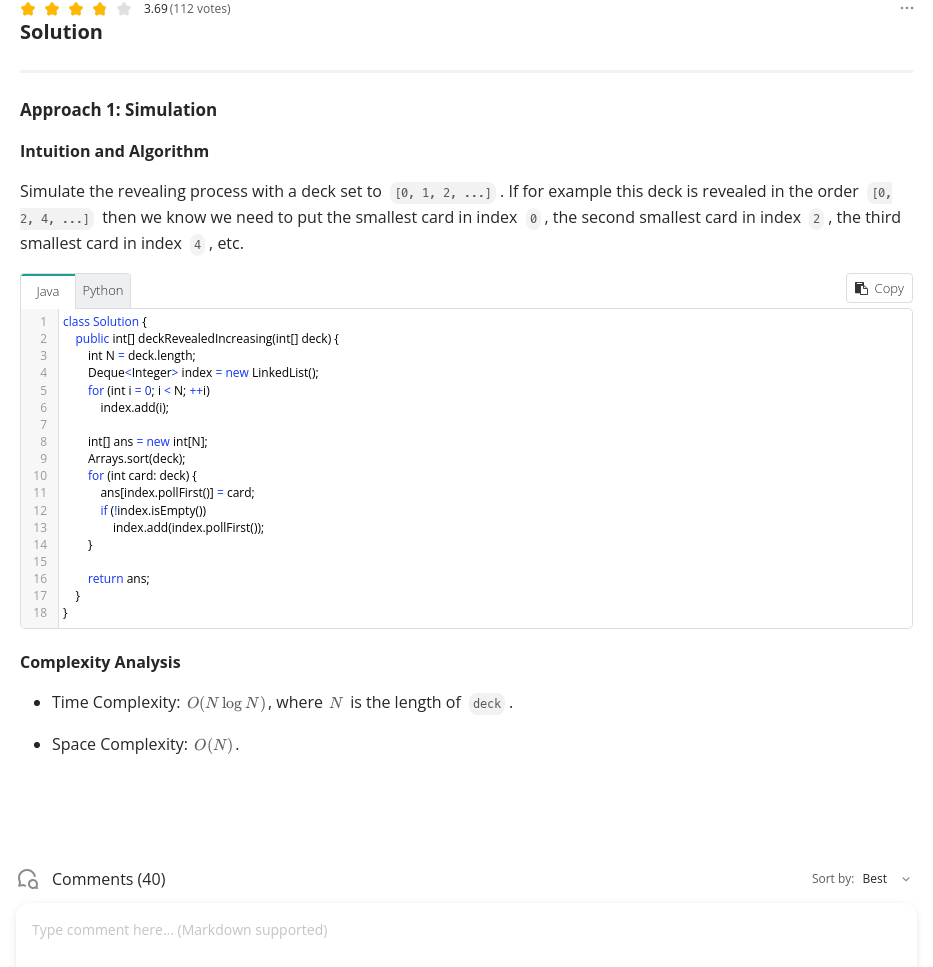 3.69 (112 votes)
...
Solution
Approach 1: Simulation
Intuition and Algorithm
Simulate the revealing process with a deck set to [0, 1, 2, ...] . If for example this deck is revealed in the order [0,
2, 4, ...] then we know we need to put the smallest card in index 0 , the second smallest card in index 2 , the third
smallest card in index 4 , etc.
Java Python Copy
1 class Solution {
2 public int[] deckRevealedIncreasing(int[] deck) {
3 int N = deck.length;
4 Deque<Integer> index = new LinkedList();
5 for (int i = 0; i < N; ++i)
6 index.add(i);
7
8 int[] ans = new int[N];
9 Arrays.sort(deck);
10 for (int card: deck) {
11 ans[index.pollFirst()] = card;
12 if (!index.isEmpty())
13 index.add(index.pollFirst());
14 }
15
16 return ans;
17 }
18 }
Complexity Analysis
• Time Complexity: O(N log N), where N is the length of deck .
• Space Complexity: O(N).
Comments (40) Sort by: Best
Type comment here... (Markdown supported)